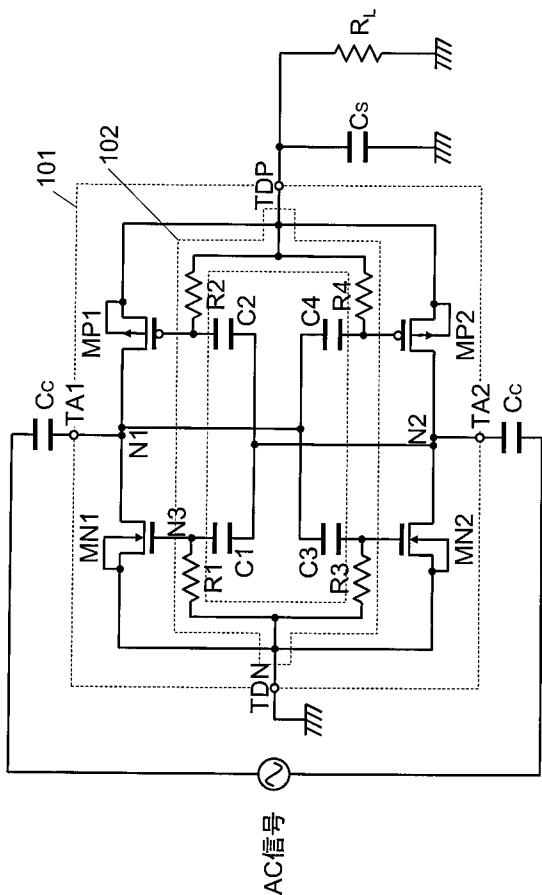 101
102
AC信号
CC
TA1
MN1
N1
MP1
N3
R1
C1
R2
C2
TDN
TDP
CS
RL
C3
R3
C4
R4
MN2
N2
MP2
TA2
CC